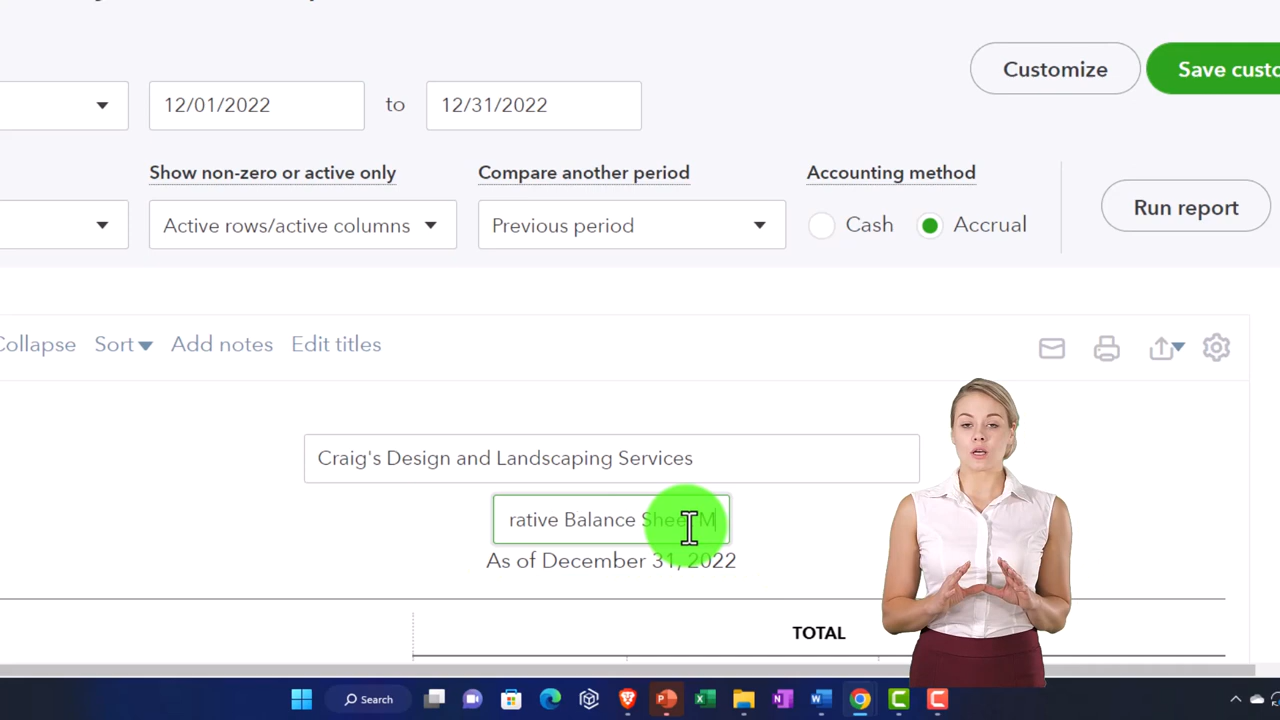 Customize
Save custo
12/01/2022 to 12/31/2022
Show non-zero or active only
Compare another period
Accounting method
Active rows/active columns
Previous period
Cash
Accrual
Run report
Collapse
Sort
Add notes
Edit titles
Craig's Design and Landscaping Services
rative Balance Sheet M
As of December 31, 2022
TOTAL
Search